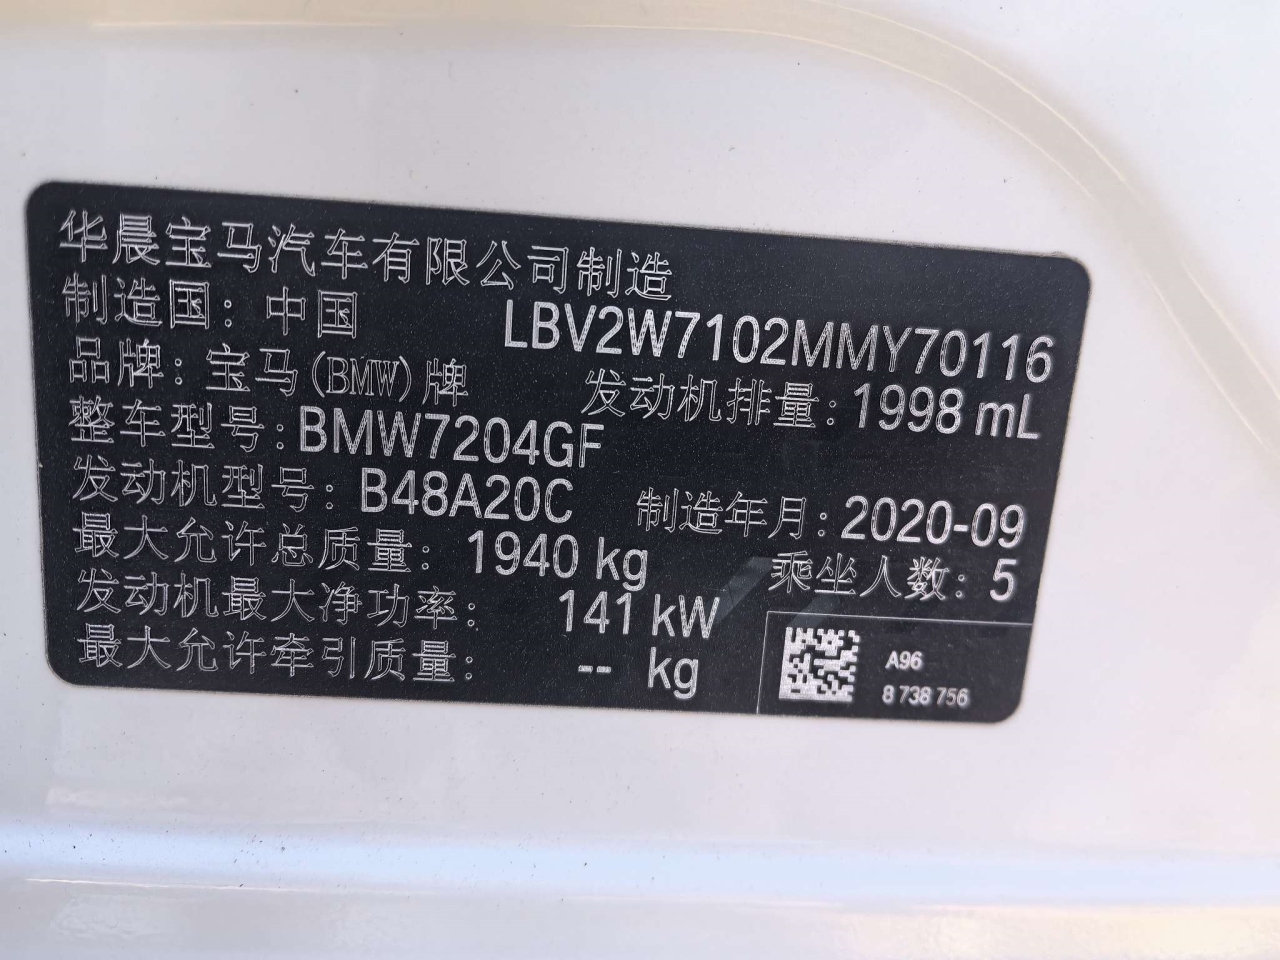 华晨宝马汽车有限公司制造
制造国：中国
LBV2W7102MMY70116
品牌：宝马(BMW)牌
发动机排量：1998 mL
整车型号：BMW7204GF
发动机型号：B48A20C
制造年月：2020-09
最大允许总质量：1940 kg
乘坐人数：5
发动机最大净功率：141 kW
最大允许牵引质量：-- kg
A96
8 738 756